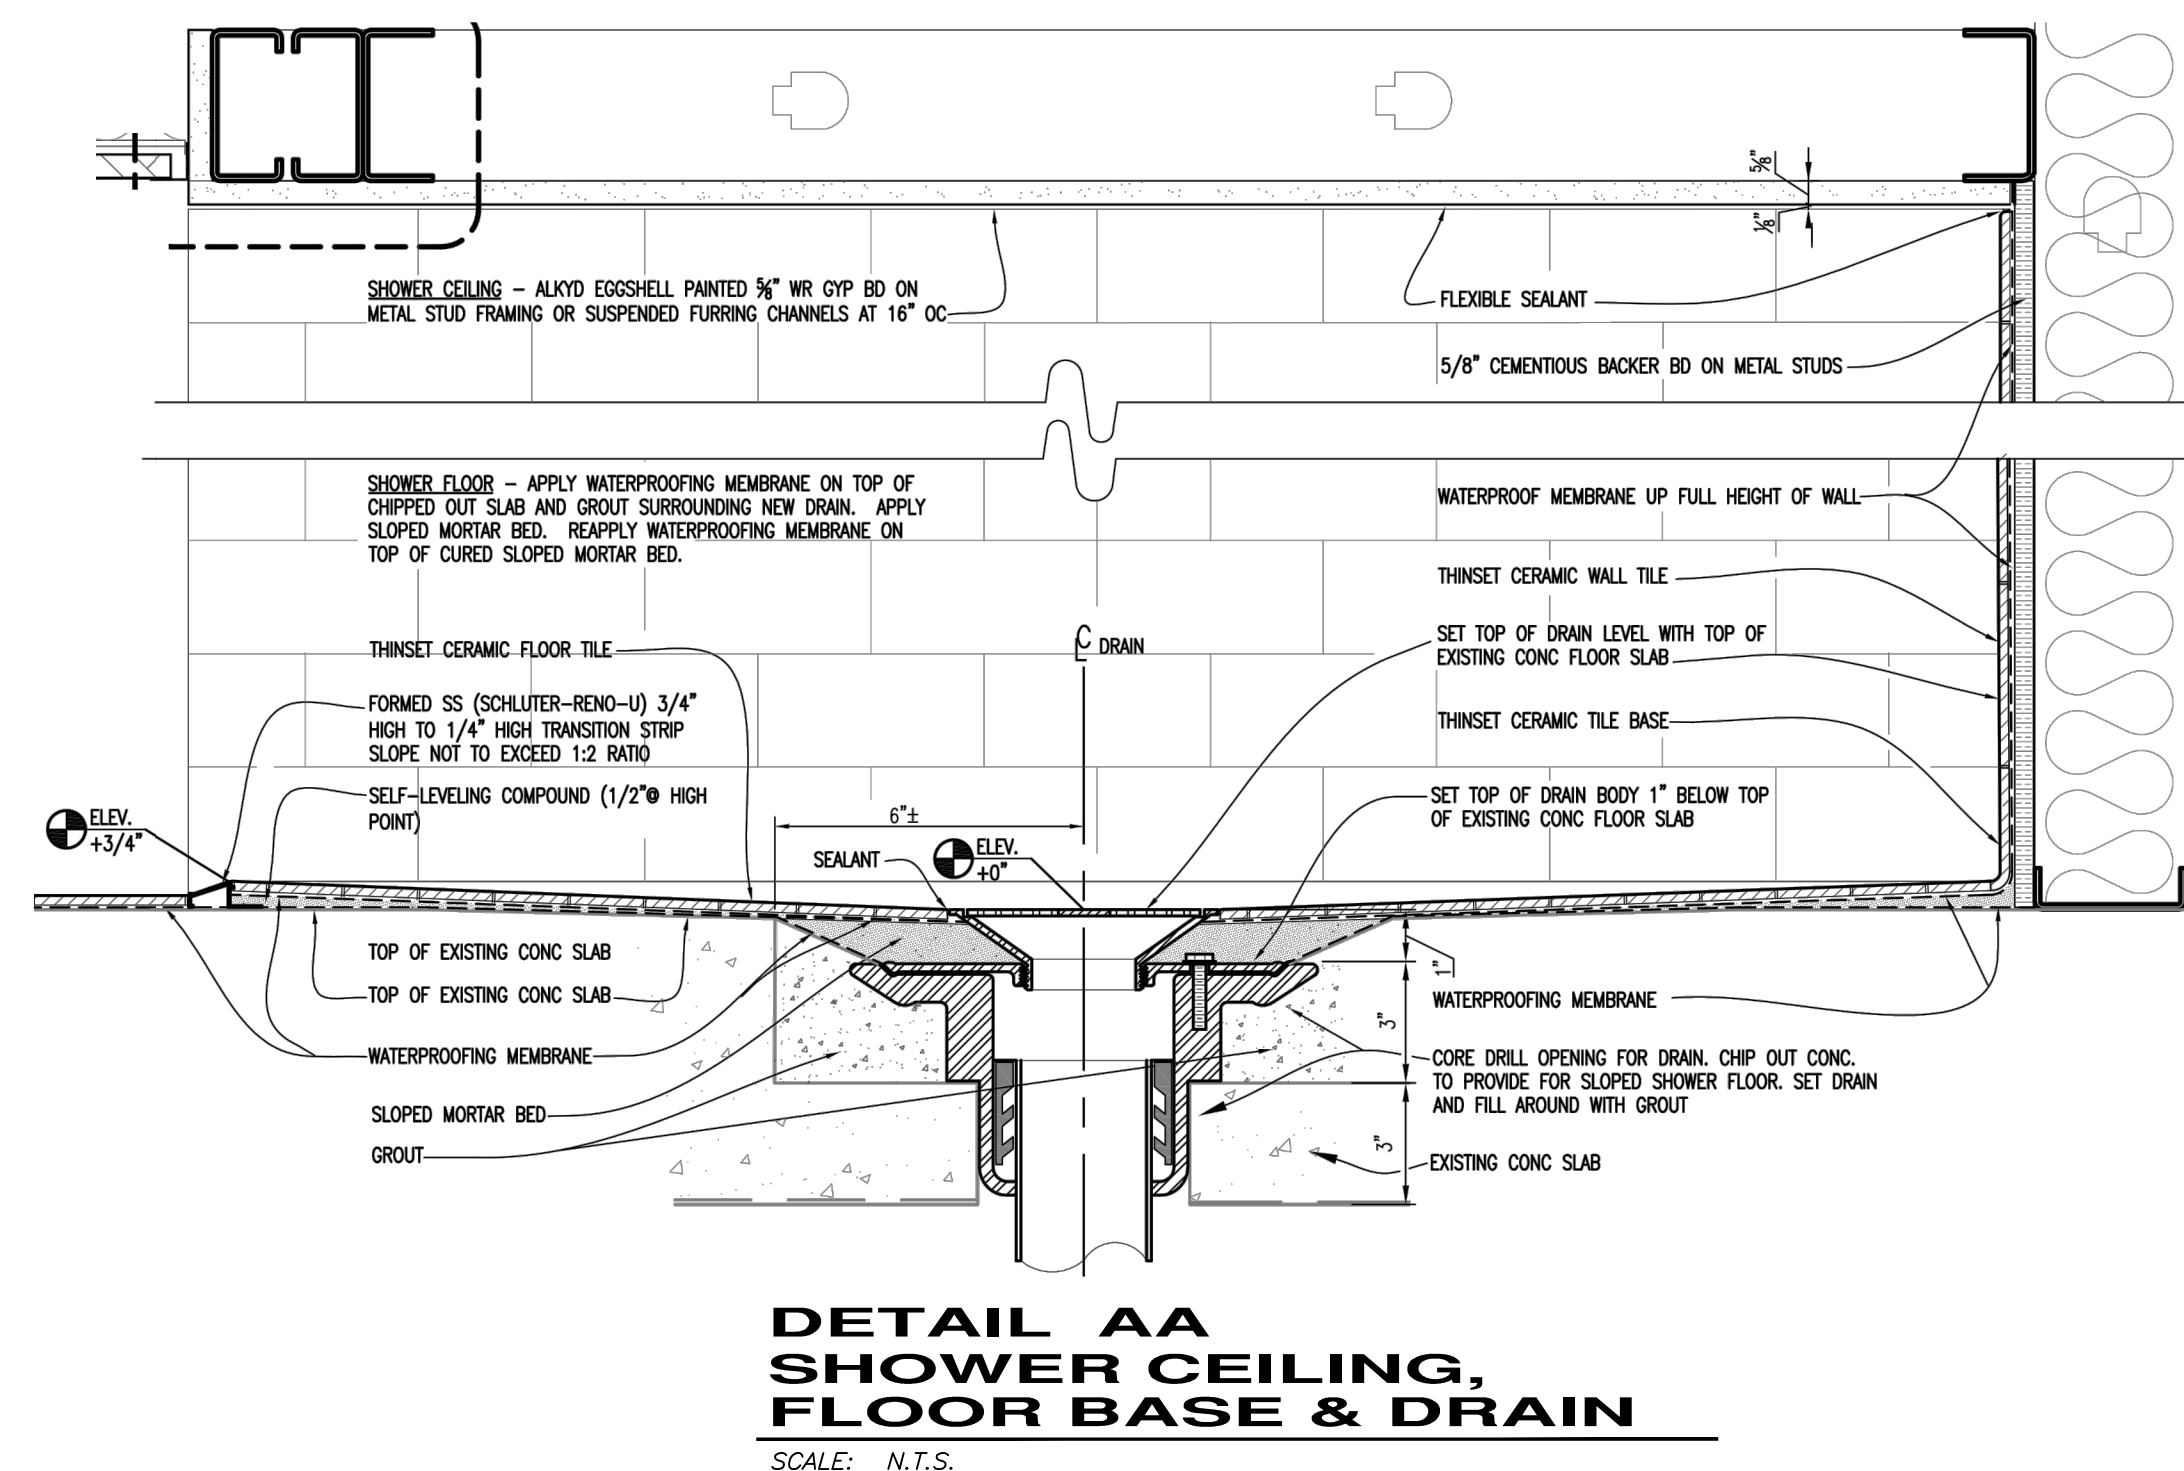 5/8"
1/8"
SHOWER CEILING – ALKYD EGGSHELL PAINTED 5/8" WR GYP BD ON
METAL STUD FRAMING OR SUSPENDED FURRING CHANNELS AT 16" OC
FLEXIBLE SEALANT
5/8" CEMENTIOUS BACKER BD ON METAL STUDS
SHOWER FLOOR – APPLY WATERPROOFING MEMBRANE ON TOP OF
CHIPPED OUT SLAB AND GROUT SURROUNDING NEW DRAIN. APPLY
SLOPED MORTAR BED. REAPPLY WATERPROOFING MEMBRANE ON
TOP OF CURED SLOPED MORTAR BED.
WATERPROOF MEMBRANE UP FULL HEIGHT OF WALL
THINSET CERAMIC WALL TILE
THINSET CERAMIC FLOOR TILE
CL DRAIN
SET TOP OF DRAIN LEVEL WITH TOP OF
EXISTING CONC FLOOR SLAB
FORMED SS (SCHLUTER-RENO-U) 3/4"
HIGH TO 1/4" HIGH TRANSITION STRIP
SLOPE NOT TO EXCEED 1:2 RATIO
THINSET CERAMIC TILE BASE
SELF-LEVELING COMPOUND (1/2"@ HIGH
POINT)
SET TOP OF DRAIN BODY 1" BELOW TOP
OF EXISTING CONC FLOOR SLAB
6"±
ELEV.
+3/4"
SEALANT
ELEV.
+0"
TOP OF EXISTING CONC SLAB
TOP OF EXISTING CONC SLAB
1"
WATERPROOFING MEMBRANE
3"
WATERPROOFING MEMBRANE
CORE DRILL OPENING FOR DRAIN. CHIP OUT CONC.
TO PROVIDE FOR SLOPED SHOWER FLOOR. SET DRAIN
AND FILL AROUND WITH GROUT
SLOPED MORTAR BED
3"
GROUT
EXISTING CONC SLAB
DETAIL AA
SHOWER CEILING,
FLOOR BASE & DRAIN
SCALE: N.T.S.